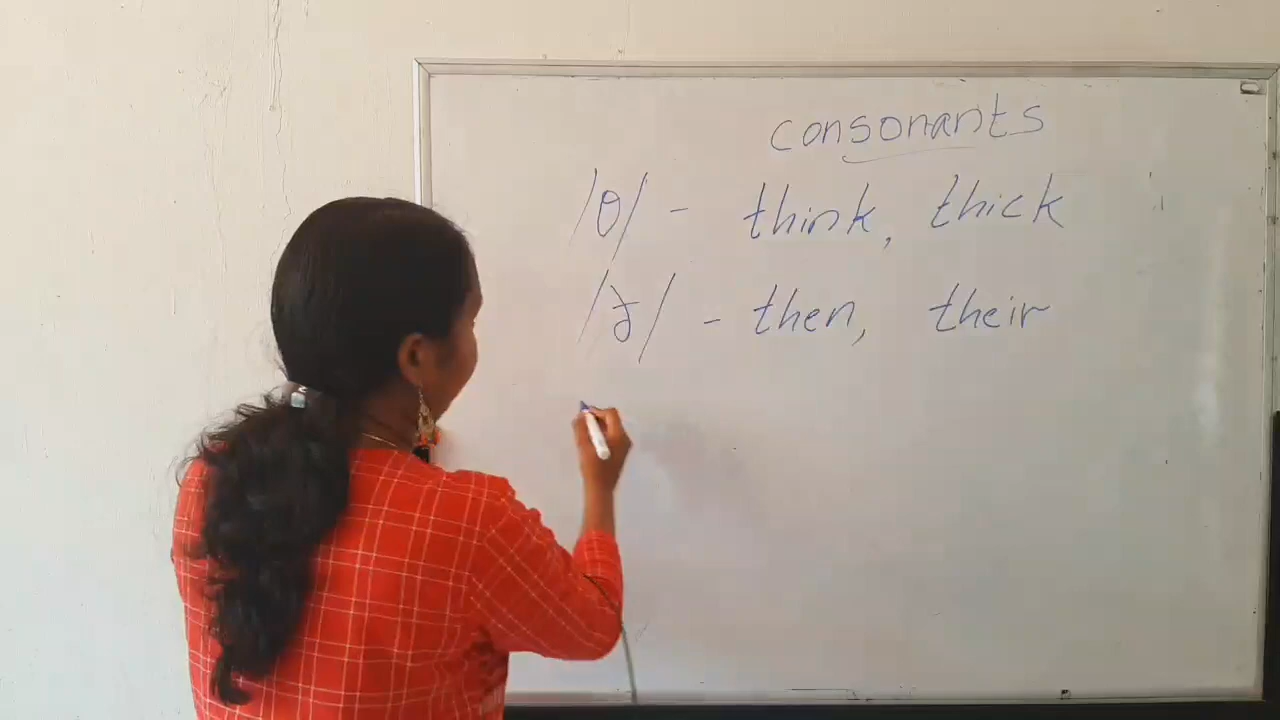 consonants
/θ/ - think, thick
/ð/ - then, their